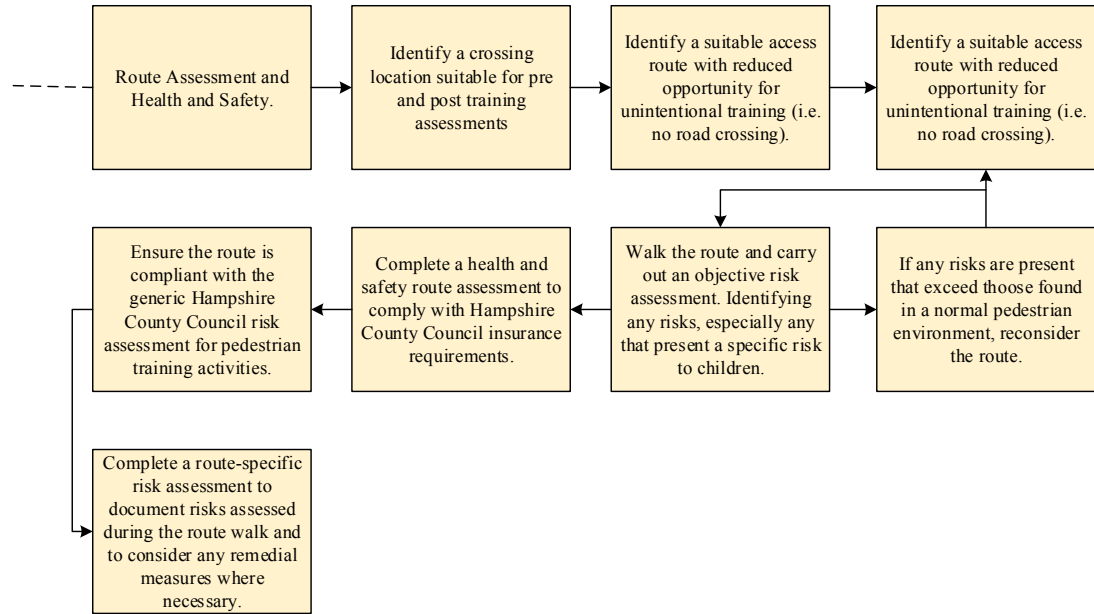 Route Assessment and
Health and Safety.
Identify a crossing
location suitable for pre
and post training
assessments
Identify a suitable access
route with reduced
opportunity for
unintentional training (i.e.
no road crossing).
Identify a suitable access
route with reduced
opportunity for
unintentional training (i.e.
no road crossing).
Ensure the route is
compliant with the
generic Hampshire
County Council risk
assessment for pedestrian
training activities.
Complete a health and
safety route assessment to
comply with Hampshire
County Council insurance
requirements.
Walk the route and carry
out an objective risk
assessment. Identifying
any risks, especially any
that present a specific risk
to children.
If any risks are present
that exceed thoose found
in a normal pedestrian
environment, reconsider
the route.
Complete a route-specific
risk assessment to
document risks assessed
during the route walk and
to consider any remedial
measures where
necessary.